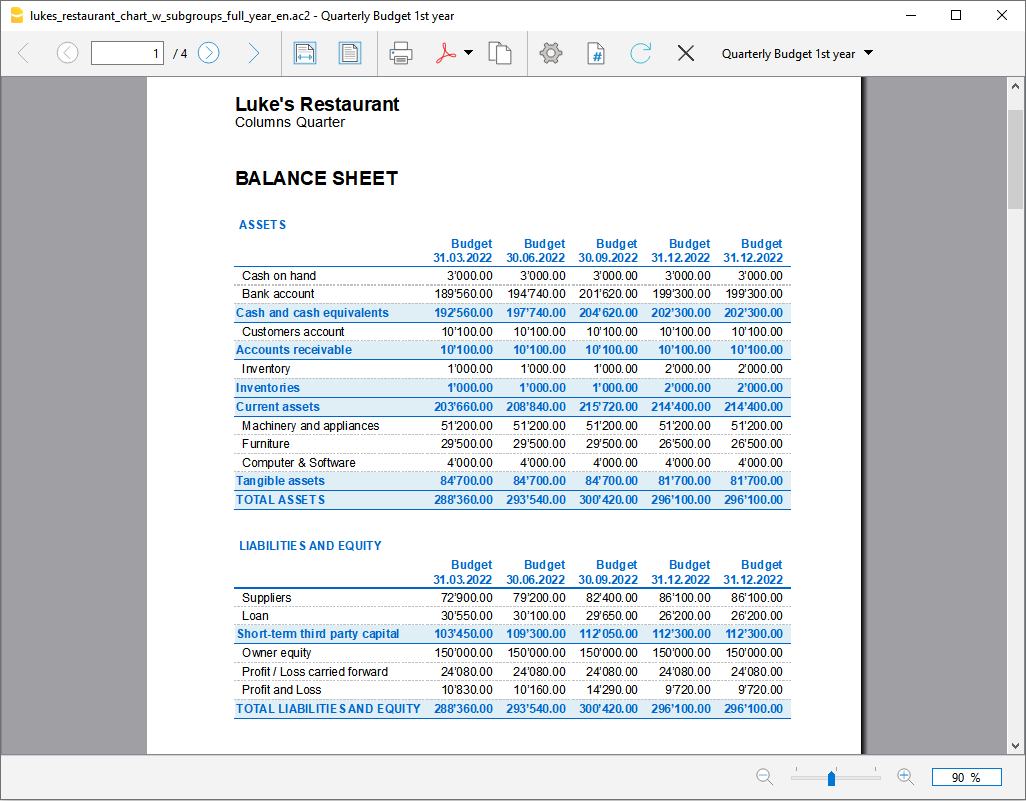 lukes_restaurant_chart_w_subgroups_full_year_en.ac2 - Quarterly Budget 1st year
1 / 4 Quarterly Budget 1st year
Luke's Restaurant
Columns Quarter
BALANCE SHEET
ASSETS
Budget Budget Budget Budget Budget
31.03.2022 30.06.2022 30.09.2022 31.12.2022 31.12.2022
Cash on hand 3'000.00 3'000.00 3'000.00 3'000.00 3'000.00
Bank account 189'560.00 194'740.00 201'620.00 199'300.00 199'300.00
Cash and cash equivalents 192'560.00 197'740.00 204'620.00 202'300.00 202'300.00
Customers account 10'100.00 10'100.00 10'100.00 10'100.00 10'100.00
Accounts receivable 10'100.00 10'100.00 10'100.00 10'100.00 10'100.00
Inventory 1'000.00 1'000.00 1'000.00 2'000.00 2'000.00
Inventories 1'000.00 1'000.00 1'000.00 2'000.00 2'000.00
Current assets 203'660.00 208'840.00 215'720.00 214'400.00 214'400.00
Machinery and appliances 51'200.00 51'200.00 51'200.00 51'200.00 51'200.00
Furniture 29'500.00 29'500.00 29'500.00 26'500.00 26'500.00
Computer & Software 4'000.00 4'000.00 4'000.00 4'000.00 4'000.00
Tangible assets 84'700.00 84'700.00 84'700.00 81'700.00 81'700.00
TOTAL ASSETS 288'360.00 293'540.00 300'420.00 296'100.00 296'100.00
LIABILITIES AND EQUITY
Budget Budget Budget Budget Budget
31.03.2022 30.06.2022 30.09.2022 31.12.2022 31.12.2022
Suppliers 72'900.00 79'200.00 82'400.00 86'100.00 86'100.00
Loan 30'550.00 30'100.00 29'650.00 26'200.00 26'200.00
Short-term third party capital 103'450.00 109'300.00 112'050.00 112'300.00 112'300.00
Owner equity 150'000.00 150'000.00 150'000.00 150'000.00 150'000.00
Profit / Loss carried forward 24'080.00 24'080.00 24'080.00 24'080.00 24'080.00
Profit and Loss 10'830.00 10'160.00 14'290.00 9'720.00 9'720.00
TOTAL LIABILITIES AND EQUITY 288'360.00 293'540.00 300'420.00 296'100.00 296'100.00
90 %